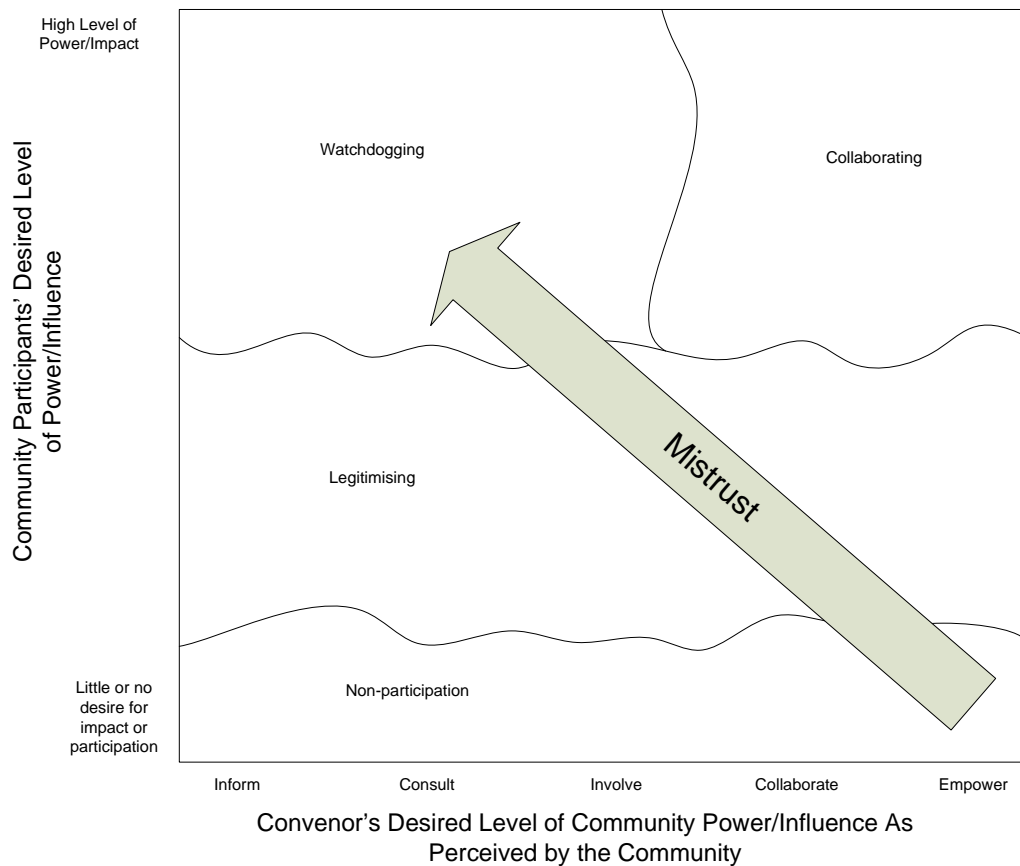 High Level of
Power/Impact
Community Participants' Desired Level
of Power/Influence
Watchdogging
Collaborating
Mistrust
Legitimising
Non-participation
Little or no
desire for
impact or
participation
Inform
Consult
Involve
Collaborate
Empower
Convenor's Desired Level of Community Power/Influence As
Perceived by the Community